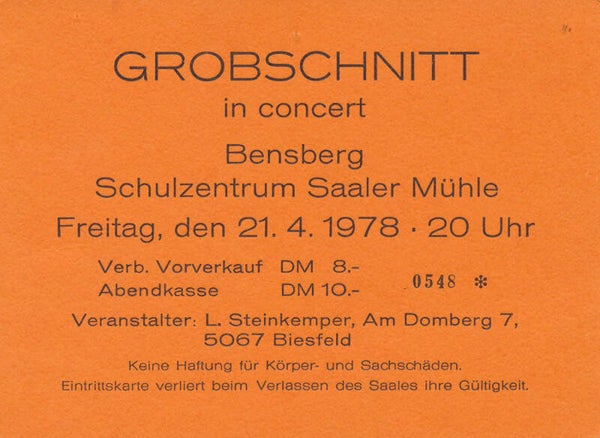 GROBSCHNITT
in concert
Bensberg
Schulzentrum Saaler Mühle
Freitag, den 21. 4. 1978 · 20 Uhr
Verb. Vorverkauf DM 8.-
Abendkasse DM 10.-
0548 *
Veranstalter: L. Steinkemper, Am Domberg 7,
5067 Biesfeld
Keine Haftung für Körper- und Sachschäden.
Eintrittskarte verliert beim Verlassen des Saales ihre Gültigkeit.